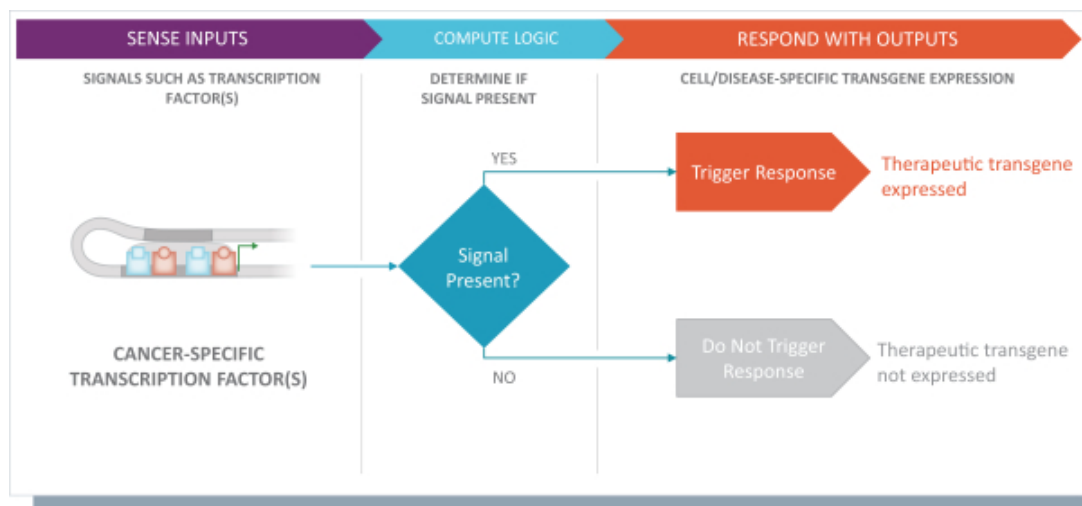 SENSE INPUTS
COMPUTE LOGIC
RESPOND WITH OUTPUTS
SIGNALS SUCH AS TRANSCRIPTION
FACTOR(S)
DETERMINE IF
SIGNAL PRESENT
CELL/DISEASE-SPECIFIC TRANSGENE EXPRESSION
CANCER-SPECIFIC
TRANSCRIPTION FACTOR(S)
Signal
Present?
YES
Trigger Response
Therapeutic transgene
expressed
NO
Do Not Trigger
Response
Therapeutic transgene
not expressed